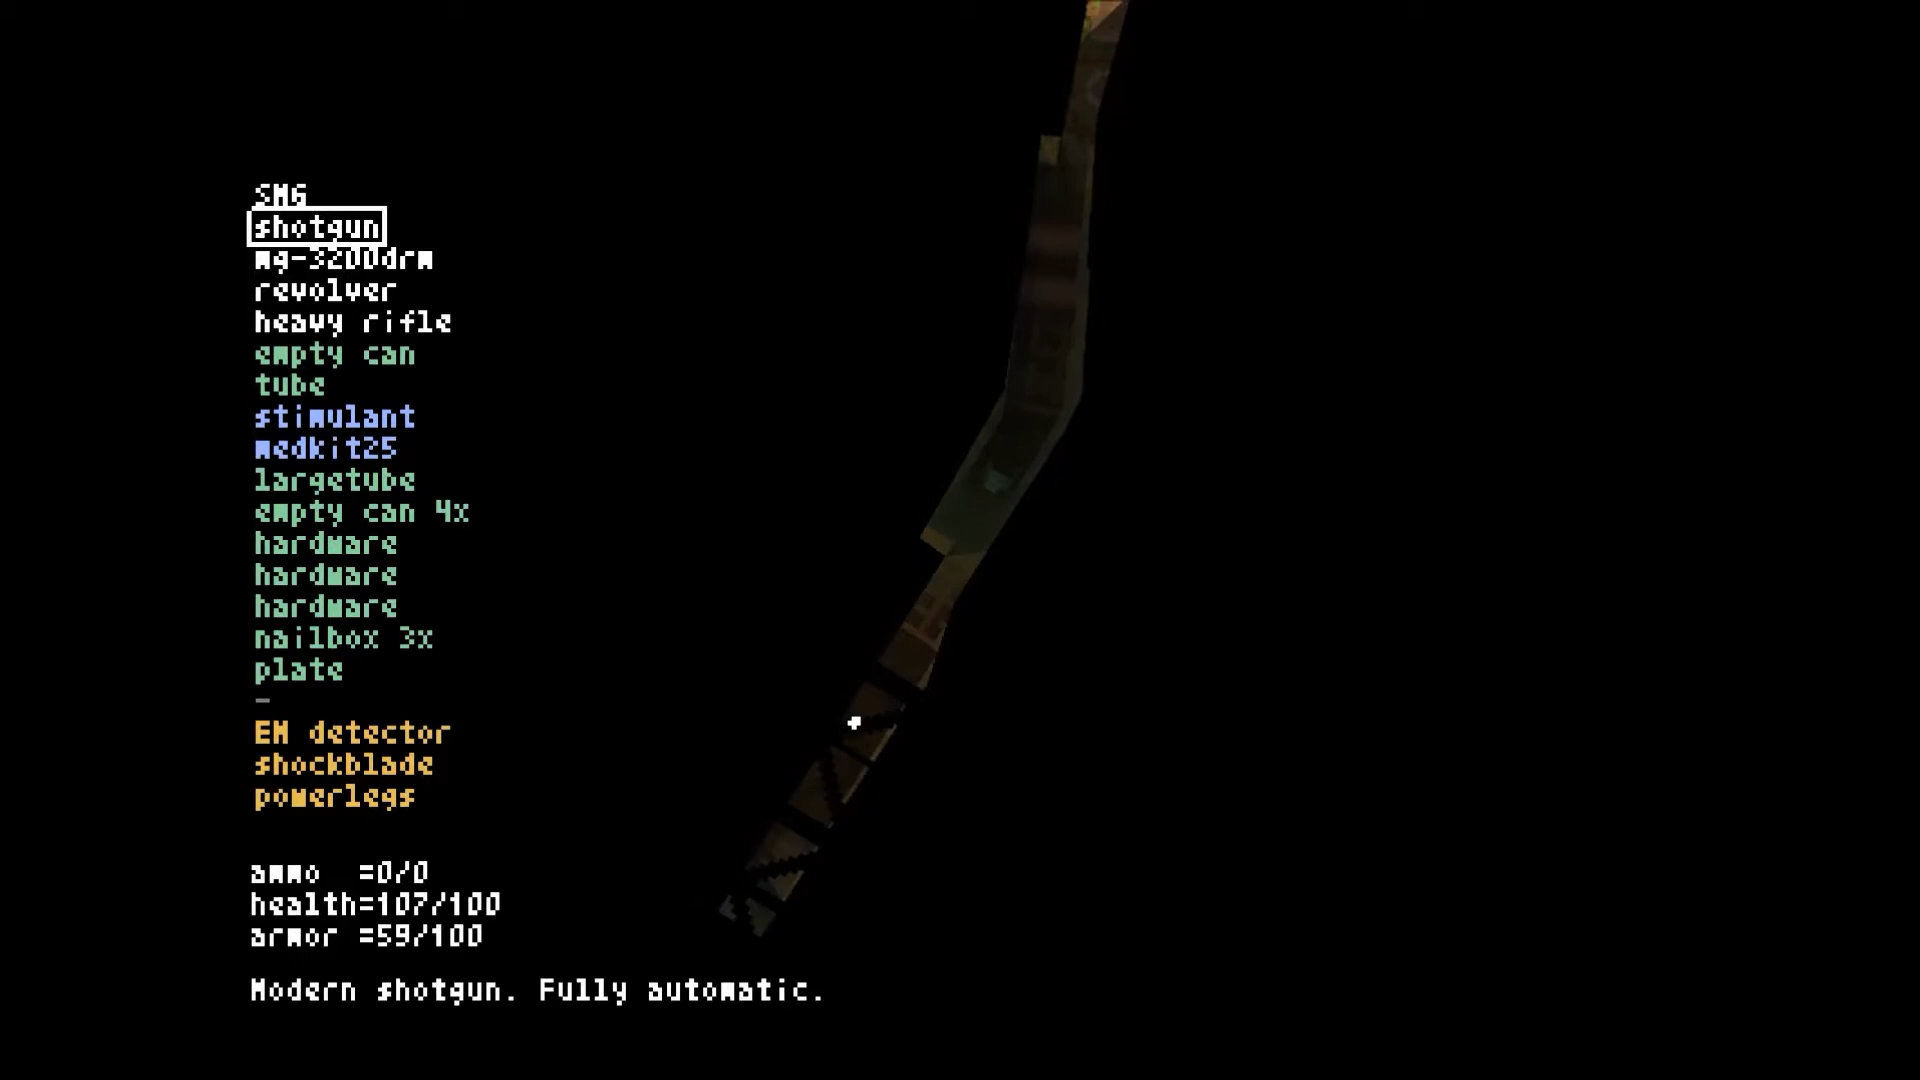 SMG
shotgun
mg-3200drm
revolver
heavy rifle
empty can
tube
stimulant
medkit25
largetube
empty can 4x
hardware
hardware
hardware
nailbox 3x
plate
-
EM detector
shockblade
powerlegs
ammo =0/0
health=107/100
armor =59/100
Modern shotgun. Fully automatic.